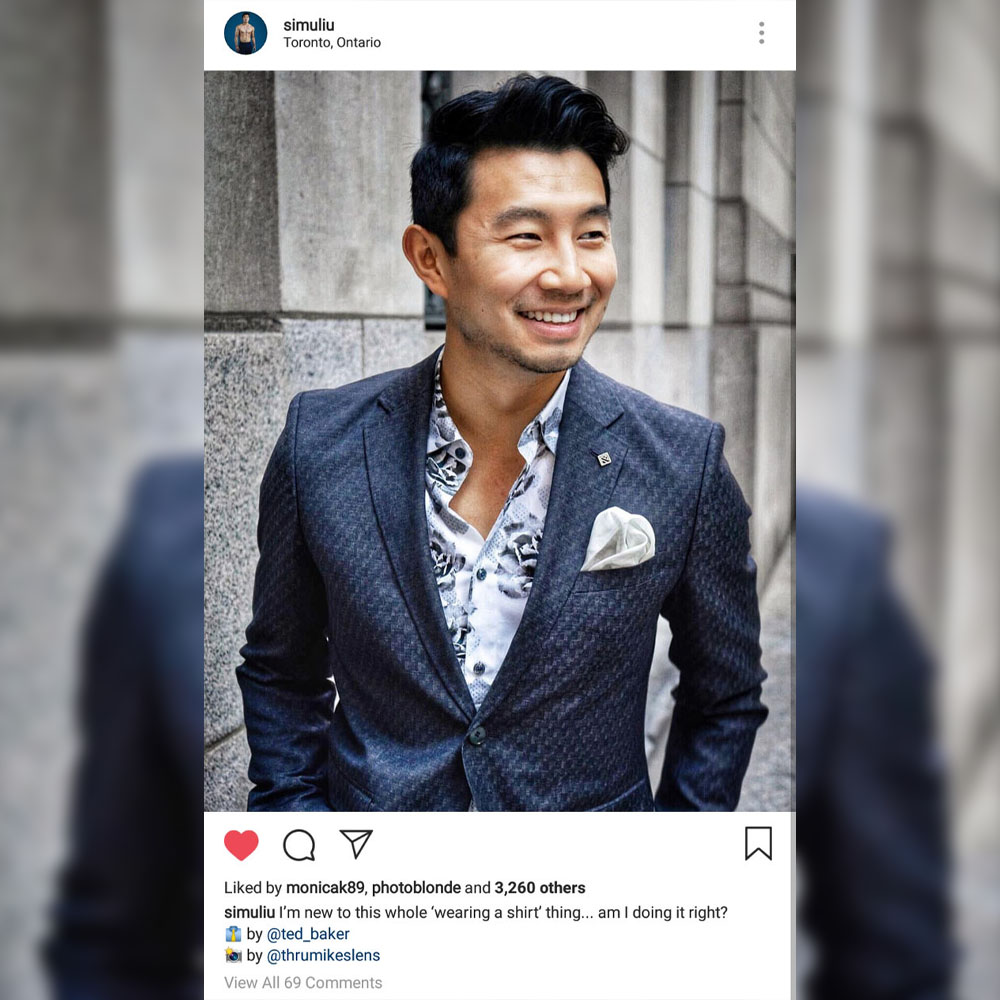 simuliu
Toronto, Ontario
Liked by monicak89, photoblonde and 3,260 others
simuliu I’m new to this whole ‘wearing a shirt’ thing... am I doing it right?
👔 by @ted_baker
📸 by @thrumikeslens
View All 69 Comments